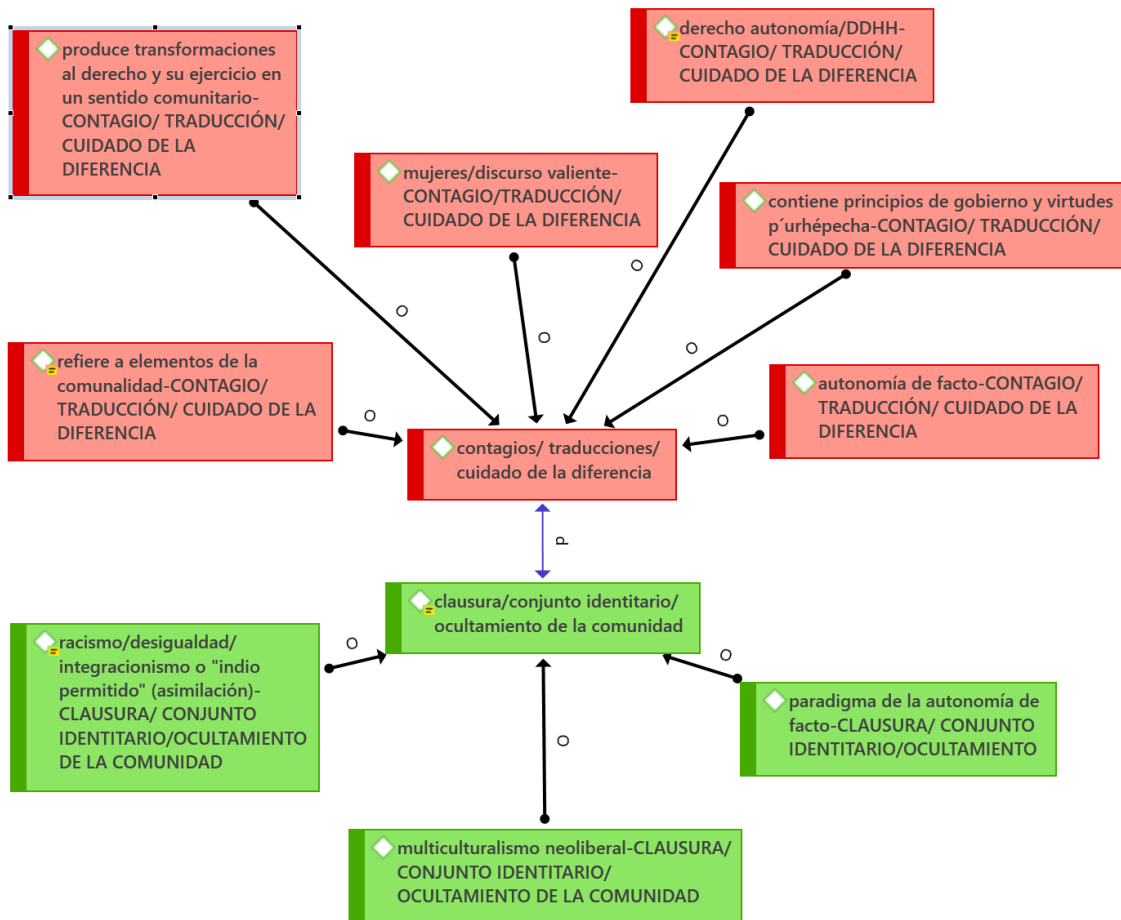 produce transformaciones
al derecho y su ejercicio en
un sentido comunitario-
CONTAGIO/ TRADUCCIÓN/
CUIDADO DE LA
DIFERENCIA
derecho autonomía/DDHH-
CONTAGIO/ TRADUCCIÓN/
CUIDADO DE LA DIFERENCIA
mujeres/discurso valiente-
CONTAGIO/TRADUCCIÓN/
CUIDADO DE LA DIFERENCIA
contiene principios de gobierno y virtudes
p´urhépecha-CONTAGIO/ TRADUCCIÓN/
CUIDADO DE LA DIFERENCIA
O
O
O
O
refiere a elementos de la
comunalidad-CONTAGIO/
TRADUCCIÓN/ CUIDADO DE LA
DIFERENCIA
autonomía de facto-CONTAGIO/
TRADUCCIÓN/ CUIDADO DE LA
DIFERENCIA
O
O
contagios/ traducciones/
cuidado de la diferencia
p
clausura/conjunto identitario/
ocultamiento de la comunidad
racismo/desigualdad/
integracionismo o "indio
permitido" (asimilación)-
CLAUSURA/ CONJUNTO
IDENTITARIO/OCULTAMIENTO
DE LA COMUNIDAD
O
O
O
paradigma de la autonomía de
facto-CLAUSURA/ CONJUNTO
IDENTITARIO/OCULTAMIENTO
multiculturalismo neoliberal-CLAUSURA/
CONJUNTO IDENTITARIO/
OCULTAMIENTO DE LA COMUNIDAD